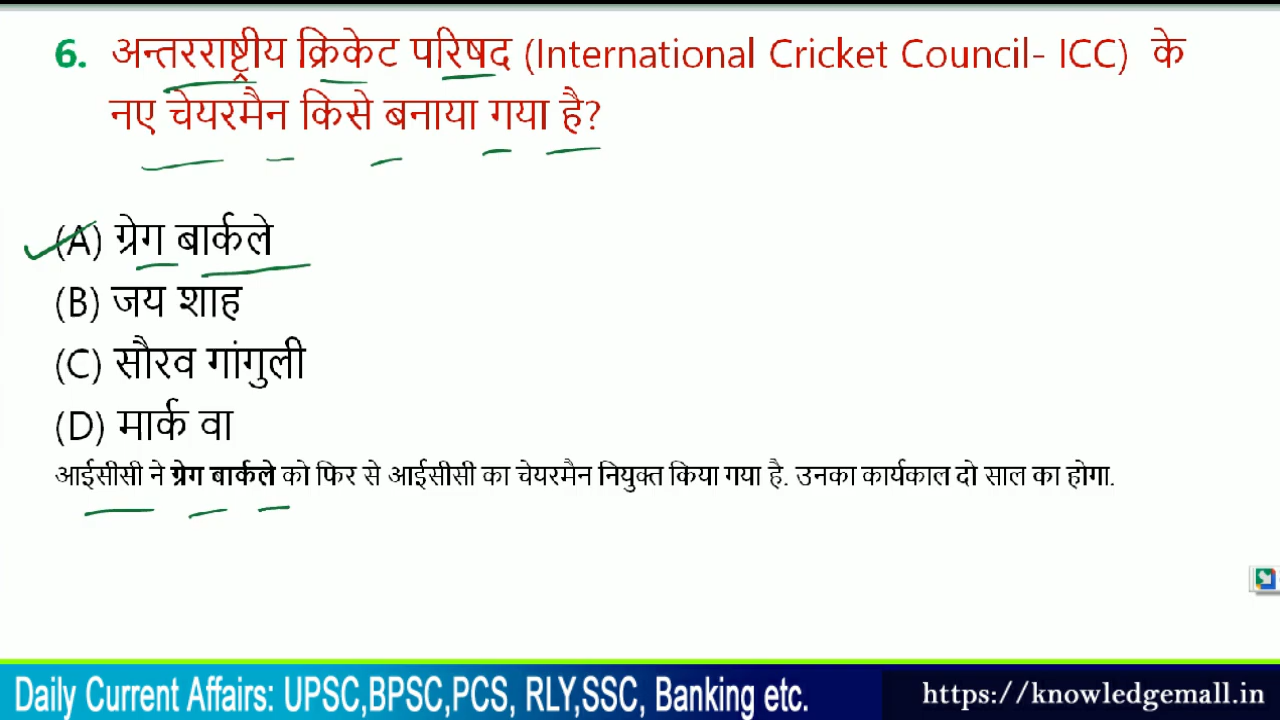 6. अन्तरराष्ट्रीय क्रिकेट परिषद (International Cricket Council- ICC) के
नए चेयरमैन किसे बनाया गया है?
(A) ग्रेग बार्कले
(B) जय शाह
(C) सौरव गांगुली
(D) मार्क वा
आईसीसी ने ग्रेग बार्कले को फिर से आईसीसी का चेयरमैन नियुक्त किया गया है. उनका कार्यकाल दो साल का होगा.
Daily Current Affairs: UPSC,BPSC,PCS, RLY,SSC, Banking etc.
https://knowledgemall.in